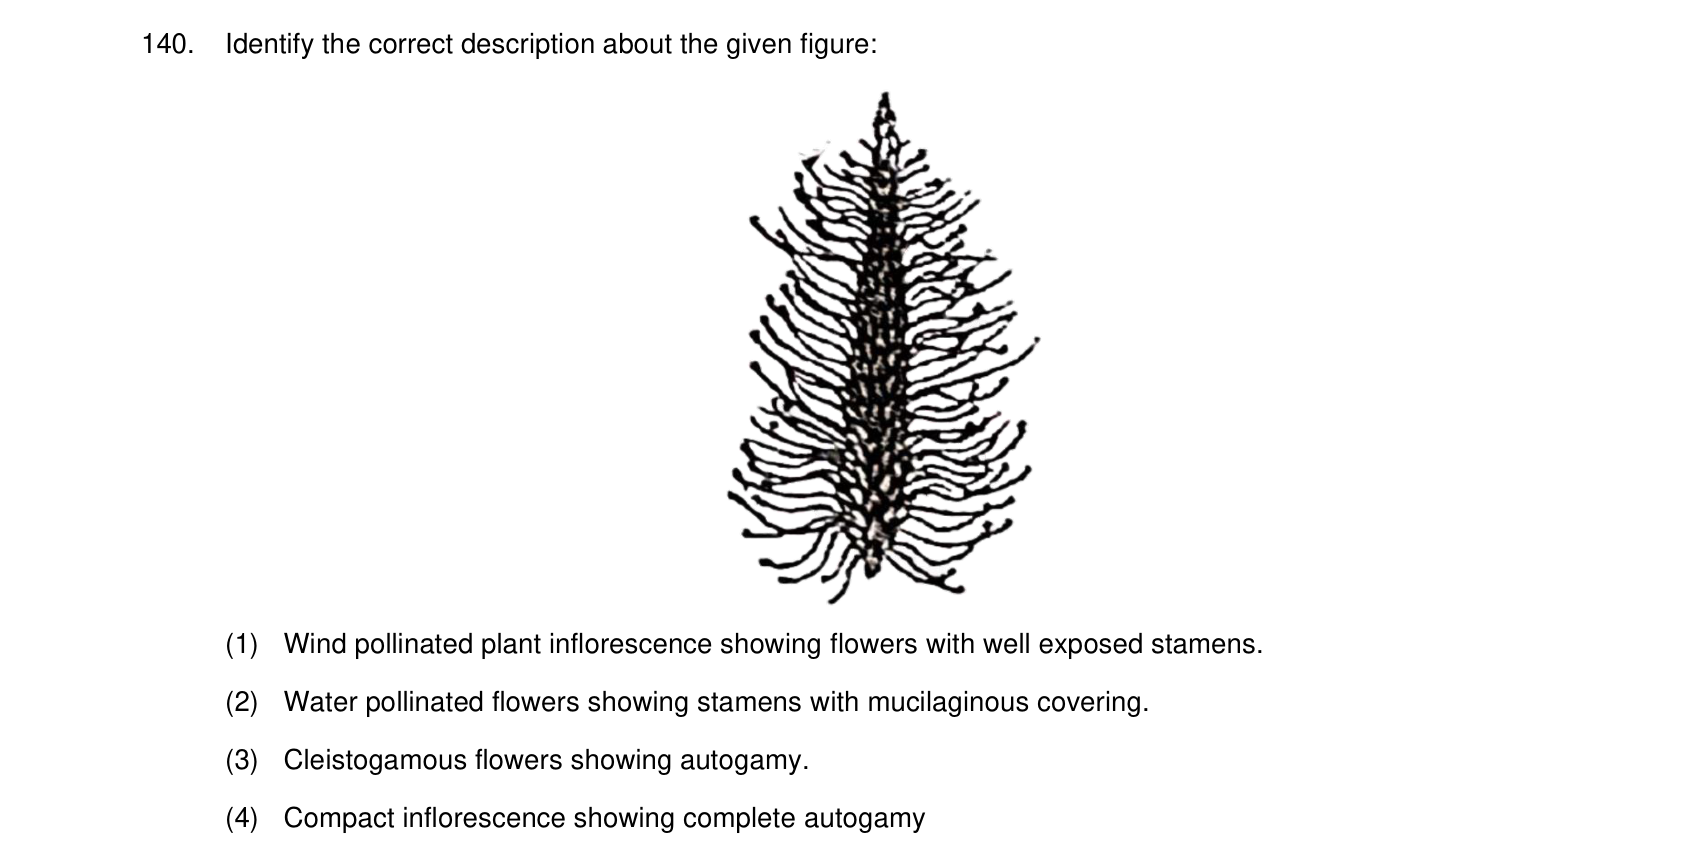 140. Identify the correct description about the given figure:
(1) Wind pollinated plant inflorescence showing flowers with well exposed stamens.
(2) Water pollinated flowers showing stamens with mucilaginous covering.
(3) Cleistogamous flowers showing autogamy.
(4) Compact inflorescence showing complete autogamy